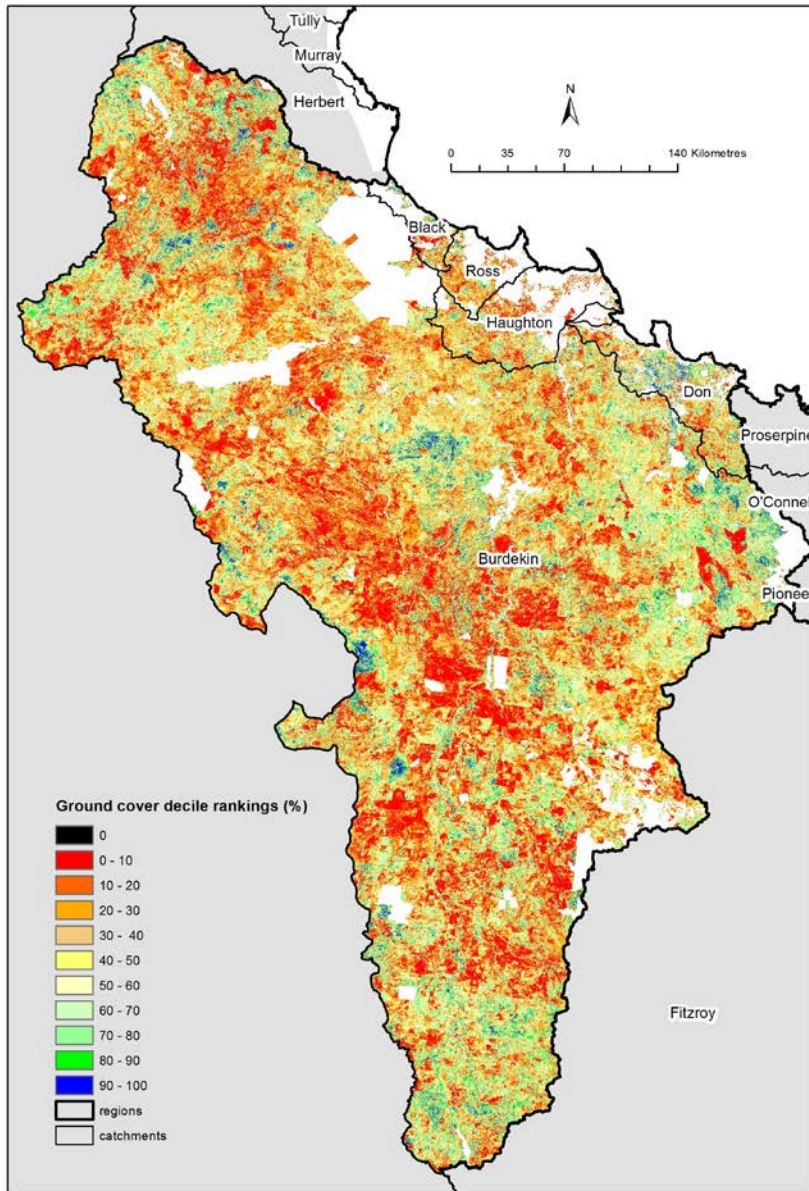 Tully
Murray
Herbert
N
0 35 70 140 Kilometres
Black
Ross
Haughton
Don
Proserpine
O'Connel
Burdekin
Pioneer
Fitzroy
Ground cover decile rankings (%)
0
0 - 10
10 - 20
20 - 30
30 - 40
40 - 50
50 - 60
60 - 70
70 - 80
80 - 90
90 - 100
regions
catchments